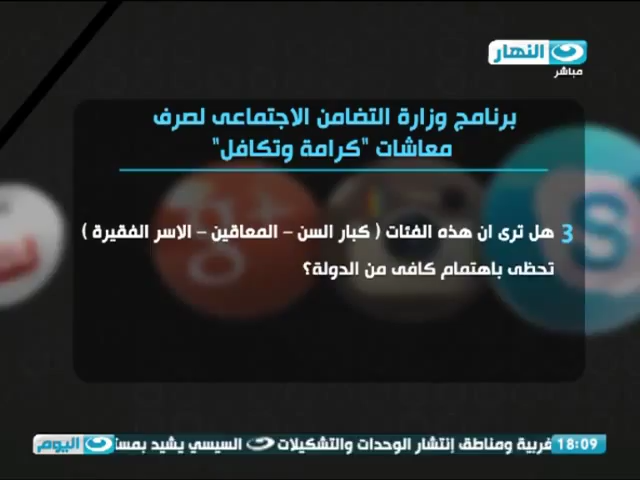 النهار
مباشر
برنامج وزارة التضامن الاجتماعى لصرف
معاشات "كرامة وتكافل"
3 هل ترى ان هذه الفئات ( كبار السن – المعاقين – الاسر الفقيرة )
تحظى باهتمام كافى من الدولة؟
18:09 غربية ومناطق إنتشار الوحدات والتشكيلات السيسي يشيد بمست اليوم